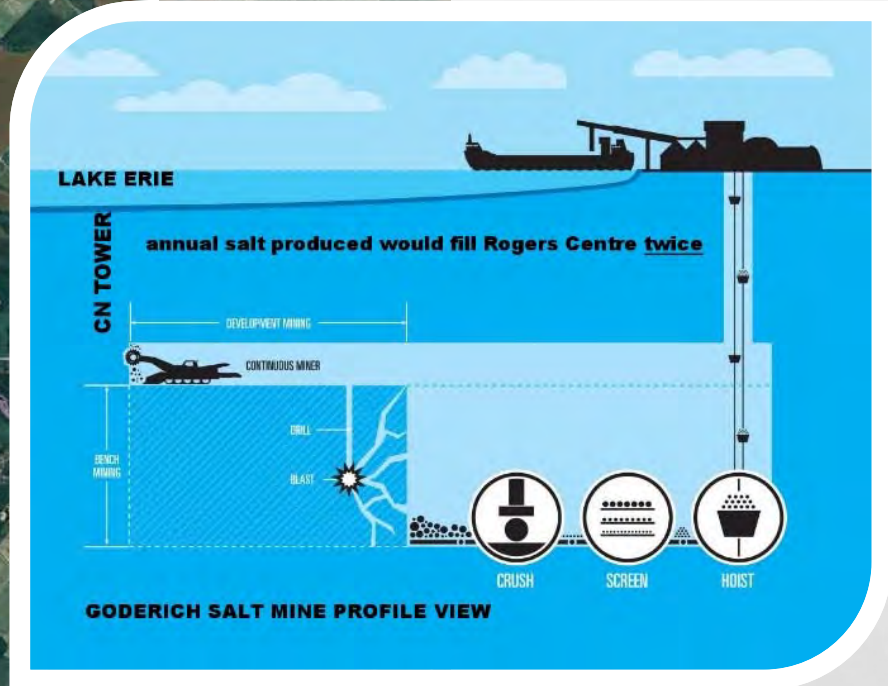 LAKE ERIE
CN TOWER
annual salt produced would fill Rogers Centre twice
DEVELOPMENT MINING
CONTINUOUS MINER
DRILL
BENCH
MINING
BLAST
CRUSH
SCREEN
HOIST
GODERICH SALT MINE PROFILE VIEW